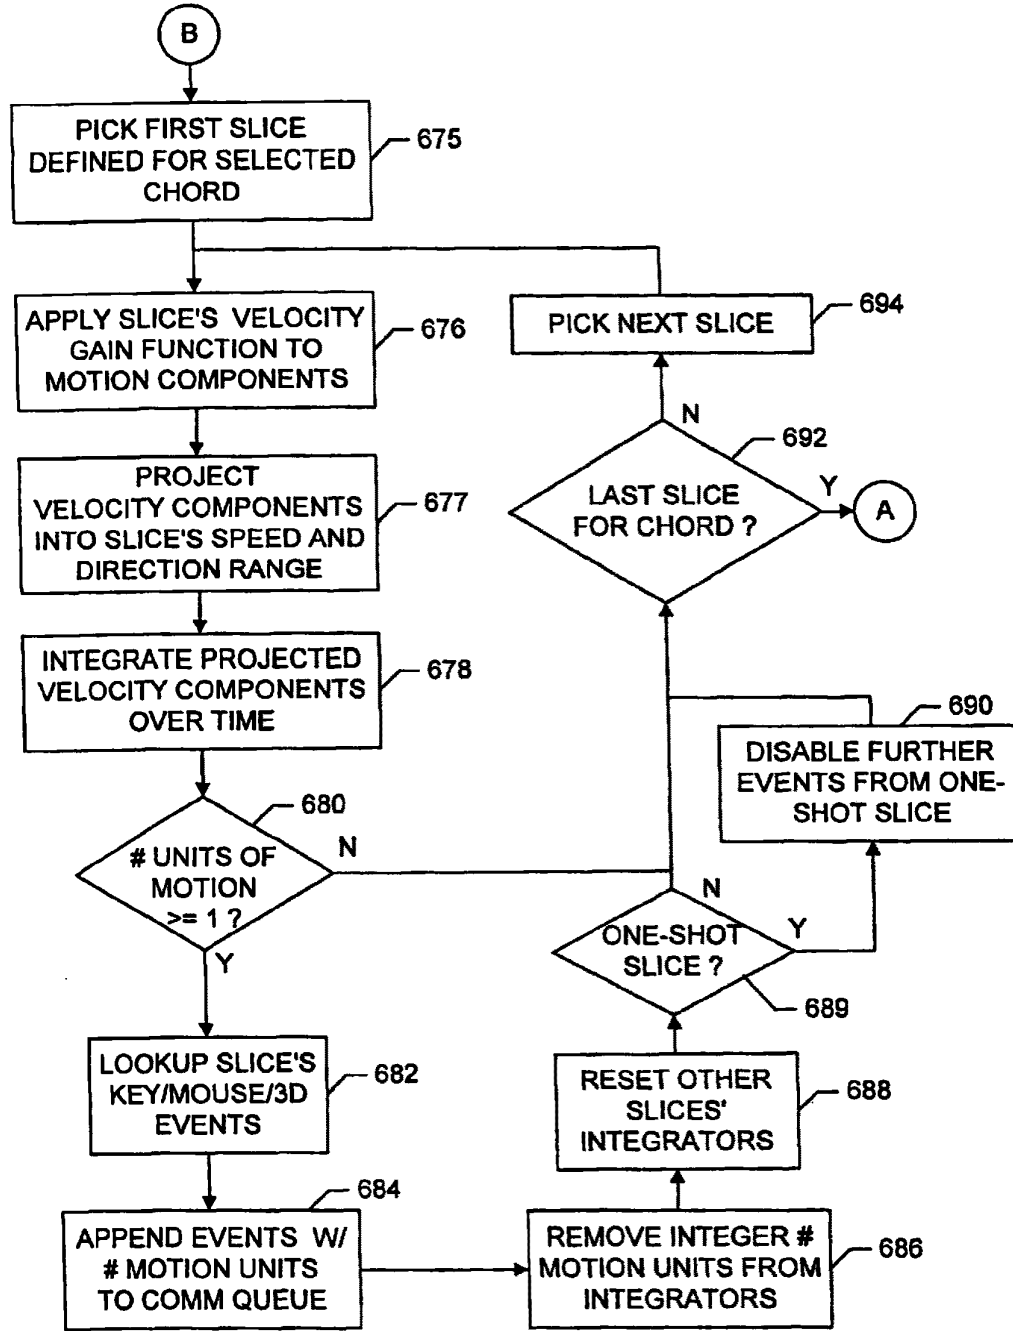 B
PICK FIRST SLICE
DEFINED FOR SELECTED
CHORD
675
APPLY SLICE'S VELOCITY
GAIN FUNCTION TO
MOTION COMPONENTS
676
PROJECT
VELOCITY COMPONENTS
INTO SLICE'S SPEED AND
DIRECTION RANGE
677
INTEGRATE PROJECTED
VELOCITY COMPONENTS
OVER TIME
678
# UNITS OF
MOTION
>= 1 ?
680
N
Y
LOOKUP SLICE'S
KEY/MOUSE/3D
EVENTS
682
APPEND EVENTS W/
# MOTION UNITS
TO COMM QUEUE
684
REMOVE INTEGER #
MOTION UNITS FROM
INTEGRATORS
686
RESET OTHER
SLICES'
INTEGRATORS
688
ONE-SHOT
SLICE ?
689
N
Y
DISABLE FURTHER
EVENTS FROM ONE-
SHOT SLICE
690
LAST SLICE
FOR CHORD ?
692
N
Y
A
PICK NEXT SLICE
694